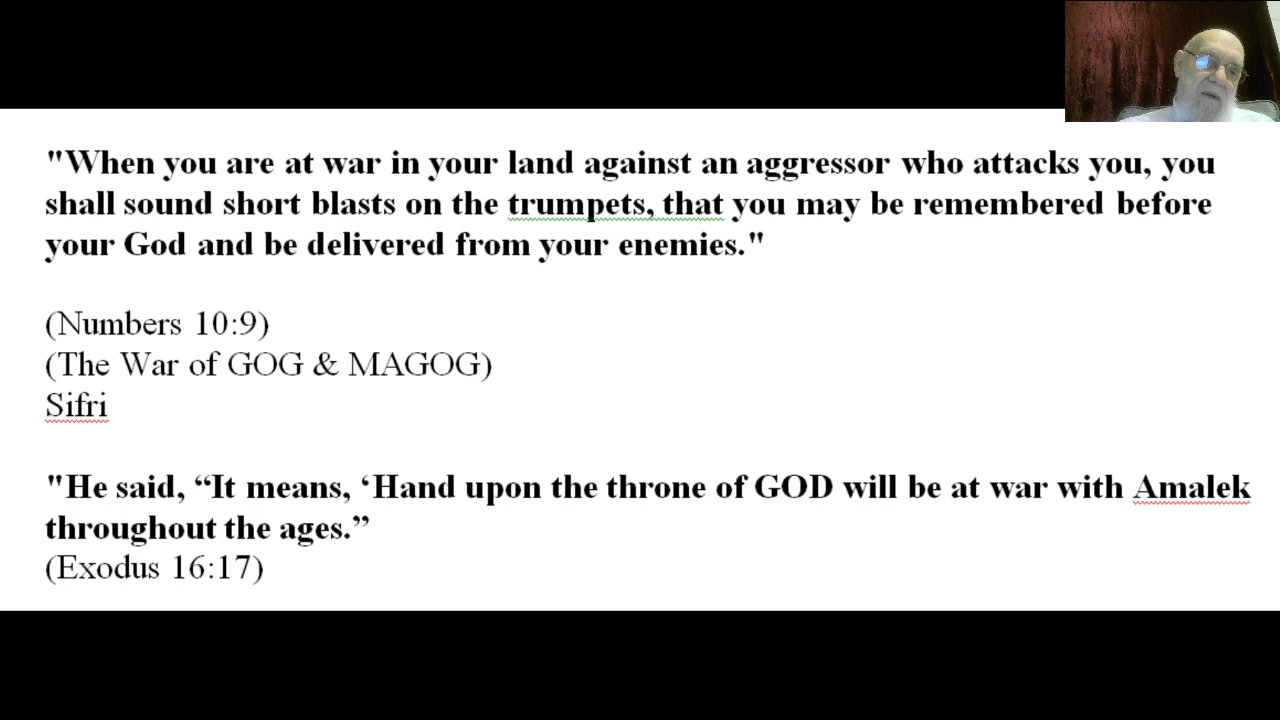 "When you are at war in your land against an aggressor who attacks you, you
shall sound short blasts on the trumpets, that you may be remembered before
your God and be delivered from your enemies."
(Numbers 10:9)
(The War of GOG & MAGOG)
Sifri
"He said, “It means, ‘Hand upon the throne of GOD will be at war with Amalek
throughout the ages.”
(Exodus 16:17)